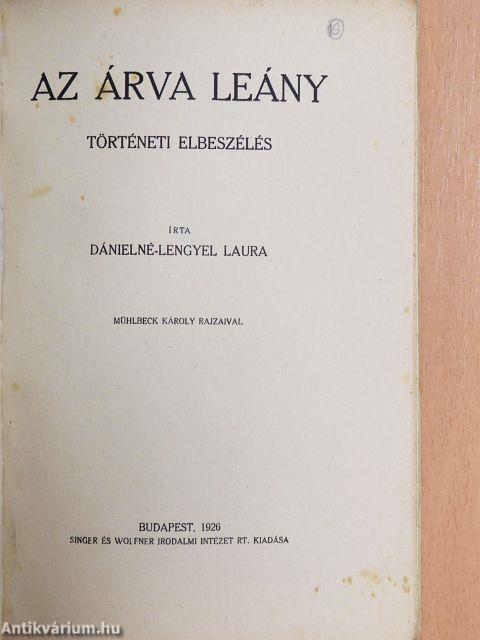 16
AZ ÁRVA LEÁNY
TÖRTÉNETI ELBESZÉLÉS
ÍRTA
DÁNIELNÉ-LENGYEL LAURA
MÜHLBECK KÁROLY RAJZAIVAL
BUDAPEST, 1926
SINGER ÉS WOLFNER IRODALMI INTÉZET RT. KIADÁSA
Antikvárium.hu